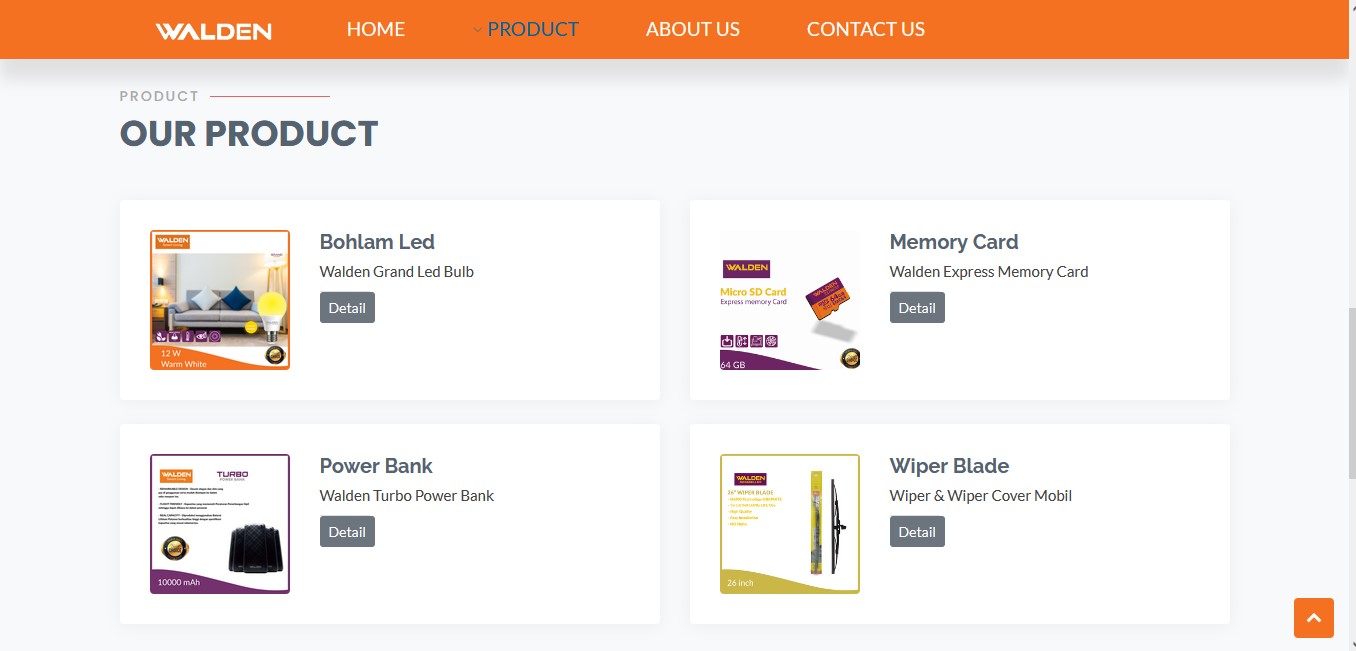 WALDEN
HOME
PRODUCT
ABOUT US
CONTACT US
PRODUCT
OUR PRODUCT
WALDEN
12 W
Warm White
Bohlam Led
Walden Grand Led Bulb
Detail
WALDEN
Micro SD Card
Express memory Card
64 GB
Memory Card
Walden Express Memory Card
Detail
WALDEN
TURBO
POWER BANK
10000 mAh
Power Bank
Walden Turbo Power Bank
Detail
WALDEN
26" WIPER BLADE
26 inch
Wiper Blade
Wiper & Wiper Cover Mobil
Detail